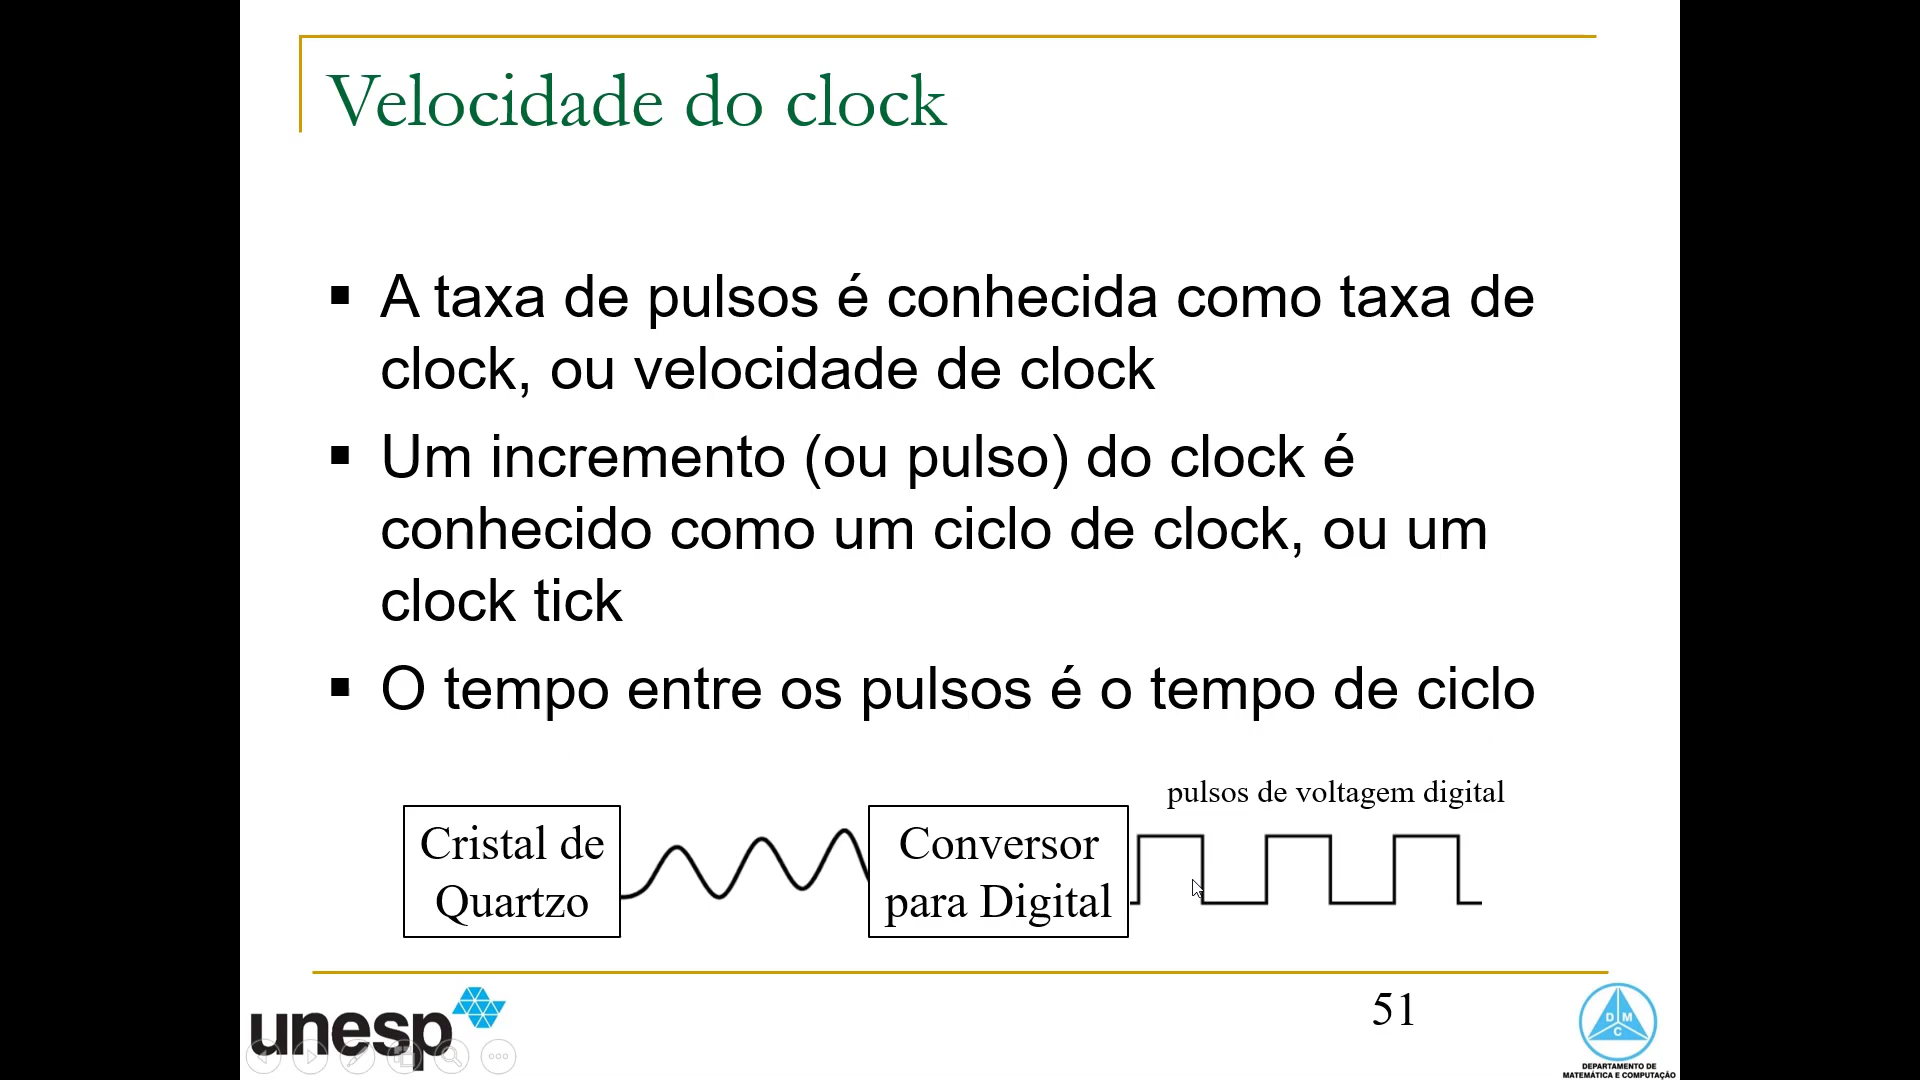 Velocidade do clock
▪ A taxa de pulsos é conhecida como taxa de
clock, ou velocidade de clock
▪ Um incremento (ou pulso) do clock é
conhecido como um ciclo de clock, ou um
clock tick
▪ O tempo entre os pulsos é o tempo de ciclo
pulsos de voltagem digital
Cristal de
Quartzo
Conversor
para Digital
unesp
51
D M
C
DEPARTAMENTO DE
MATEMÁTICA E COMPUTAÇÃO